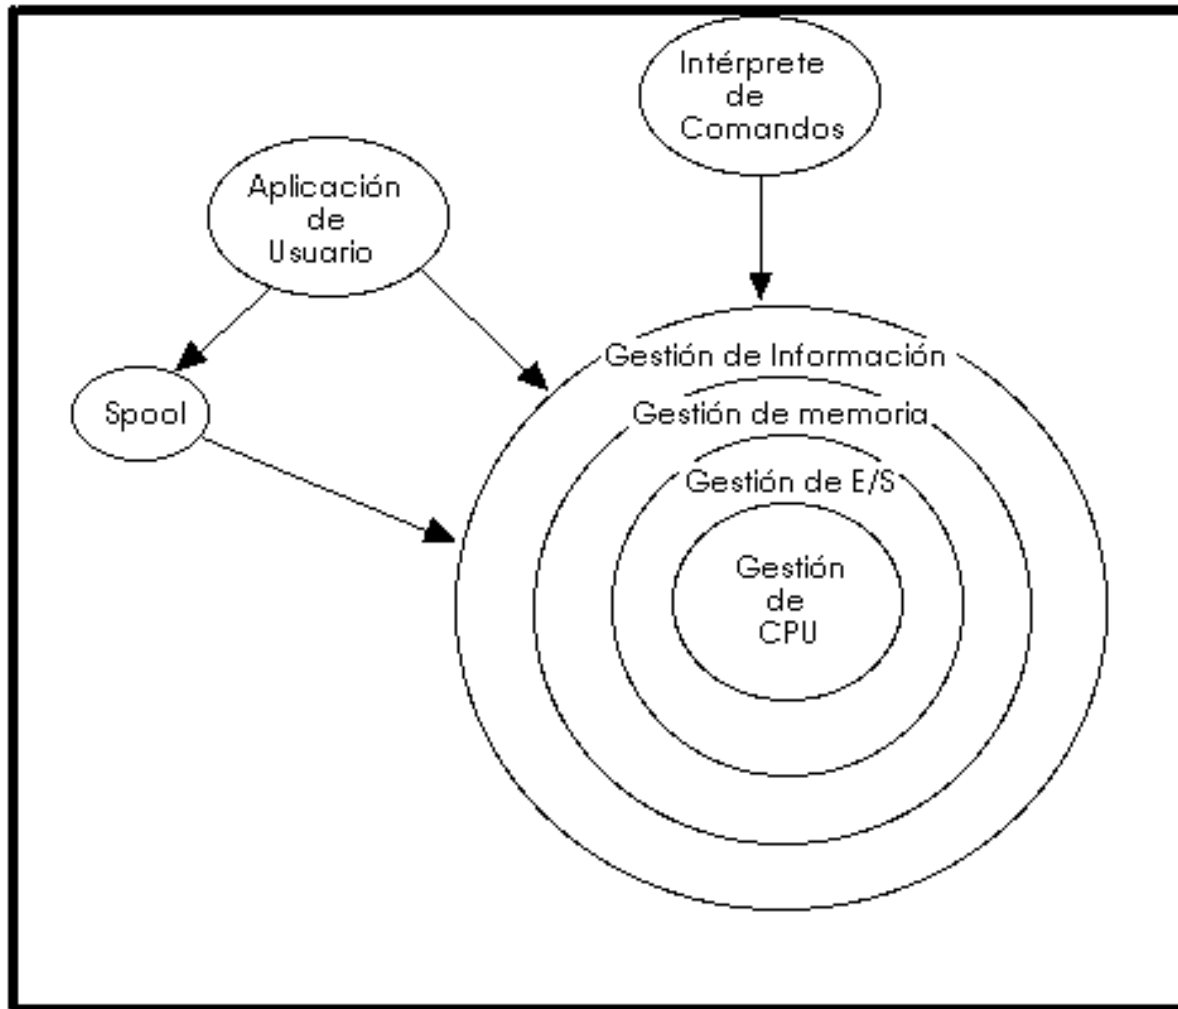 Intérprete
de
Comandos
Aplicación
de
Usuario
Spool
Gestión de Información
Gestión de memoria
Gestión de E/S
Gestión
de
CPU